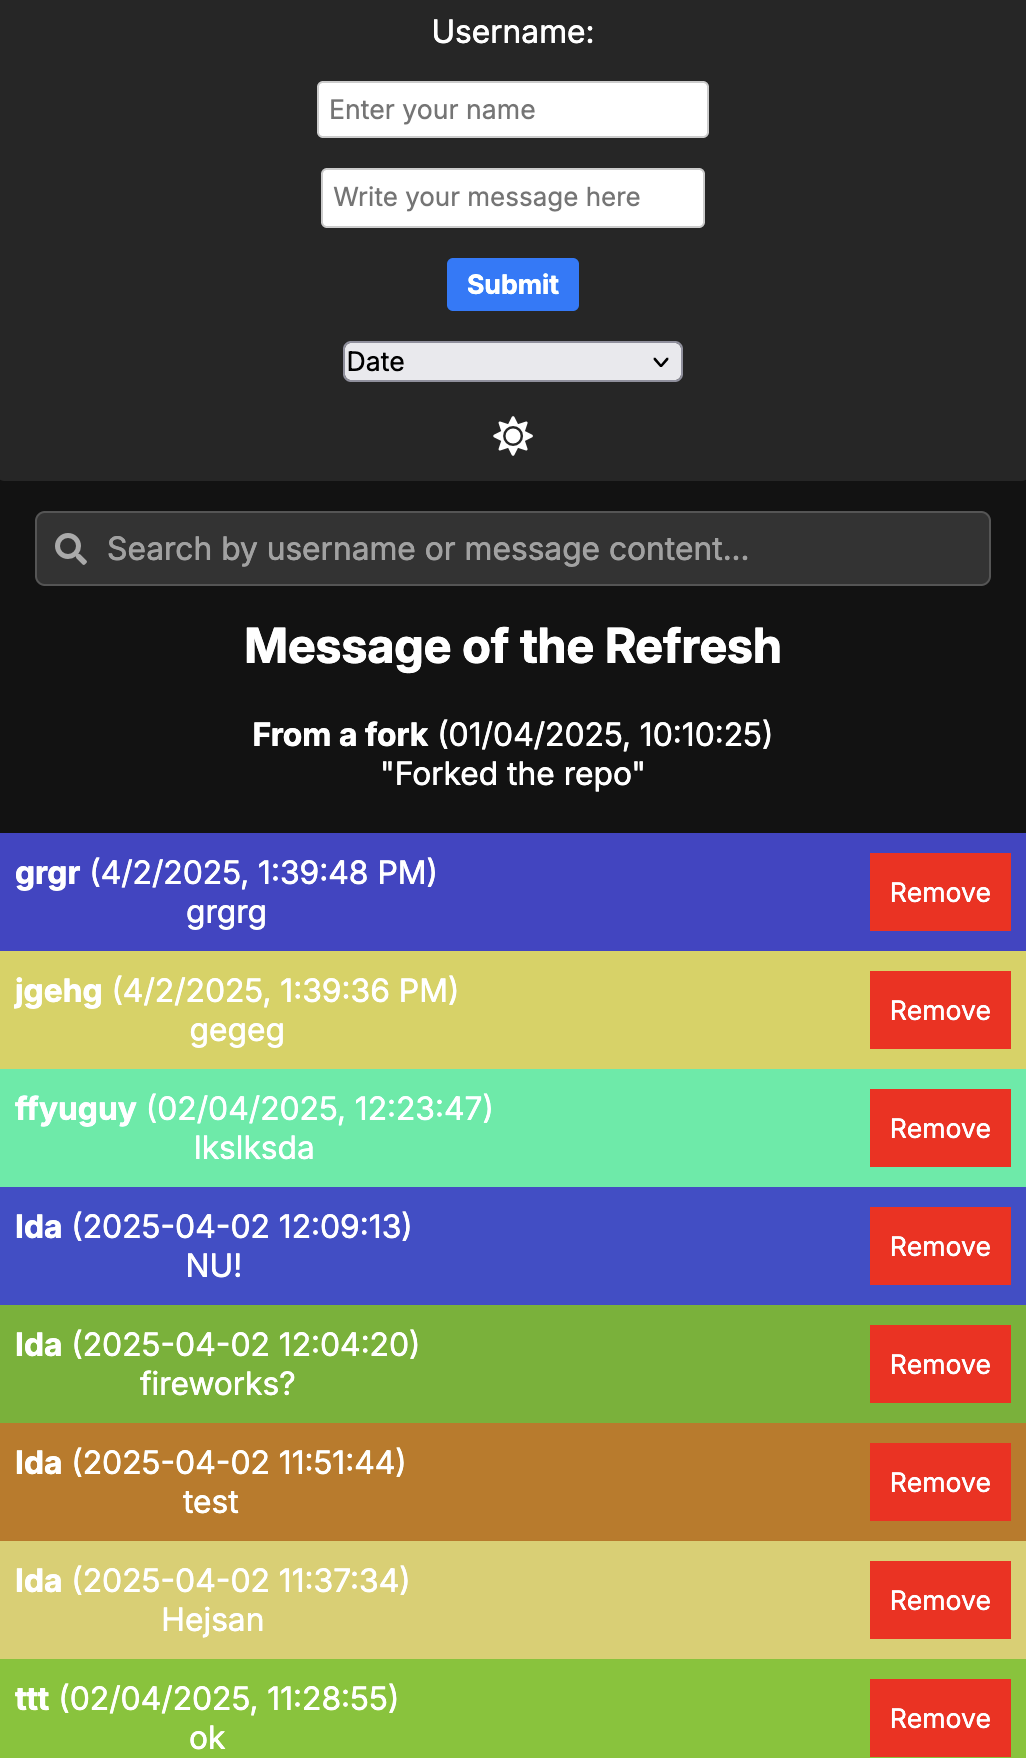 Username:
Enter your name
Write your message here
Submit
Date
Search by username or message content...
Message of the Refresh
From a fork (01/04/2025, 10:10:25)
"Forked the repo"
grgr (4/2/2025, 1:39:48 PM)
grgrg
Remove
jgehg (4/2/2025, 1:39:36 PM)
gegeg
Remove
ffyuguy (02/04/2025, 12:23:47)
lkslksda
Remove
Ida (2025-04-02 12:09:13)
NU!
Remove
Ida (2025-04-02 12:04:20)
fireworks?
Remove
Ida (2025-04-02 11:51:44)
test
Remove
Ida (2025-04-02 11:37:34)
Hejsan
Remove
ttt (02/04/2025, 11:28:55)
ok
Remove